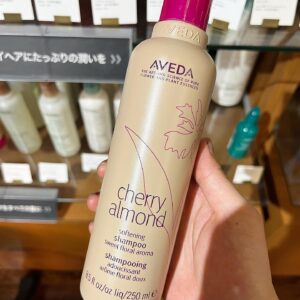 イヘアにたっぷりの潤いを >>
AVEDA
THE ART AND SCIENCE OF PURE
FLOWER AND PLANT ESSENCES
cherry
almond
softening
shampoo
sweet floral aroma
shampooing
adoucissant
arôme floral doux
8.5 fl oz/oz liq/250 ml e